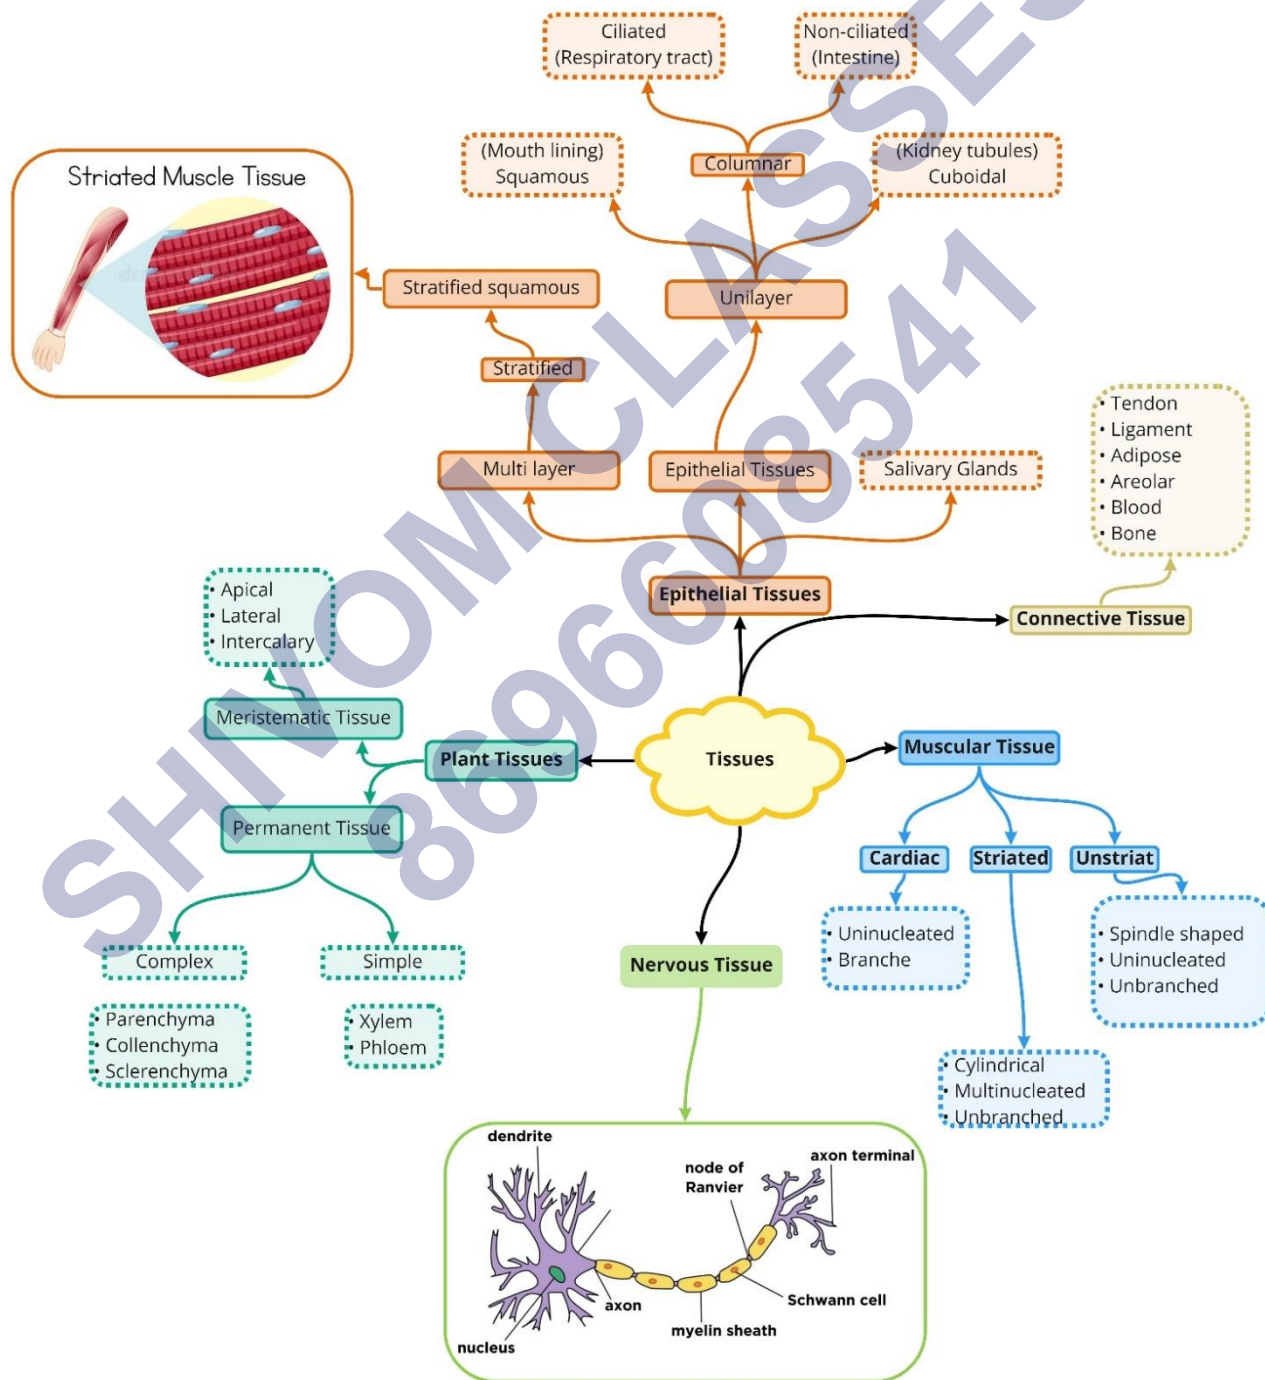 Ciliated
(Respiratory tract)
Non-ciliated
(Intestine)
(Mouth lining)
Squamous
Columnar
(Kidney tubules)
Cuboidal
Striated Muscle Tissue
Stratified squamous
Unilayer
Stratified
Multi layer
Epithelial Tissues
Salivary Glands
• Tendon
• Ligament
• Adipose
• Areolar
• Blood
• Bone
Epithelial Tissues
Connective Tissue
• Apical
• Lateral
• Intercalary
Meristematic Tissue
Plant Tissues
Tissues
Muscular Tissue
Permanent Tissue
Cardiac
Striated
Unstriat
• Uninucleated
• Branche
• Spindle shaped
• Uninucleated
• Unbranched
Complex
Simple
Nervous Tissue
• Parenchyma
• Collenchyma
• Sclerenchyma
• Xylem
• Phloem
• Cylindrical
• Multinucleated
• Unbranched
dendrite
node of
Ranvier
axon terminal
axon
Schwann cell
myelin sheath
nucleus
SHIVOM CLASSES
8696608541